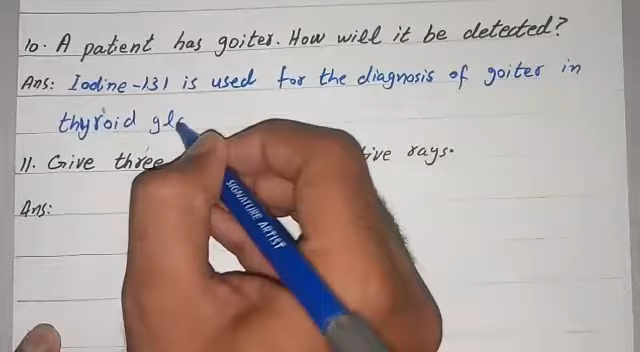 10. A patient has goiter. How will it be detected?
Ans: Iodine-131 is used for the diagnosis of goiter in
thyroid gl
11. Give three rays.
Ans:
SIGNATURE ARTIST